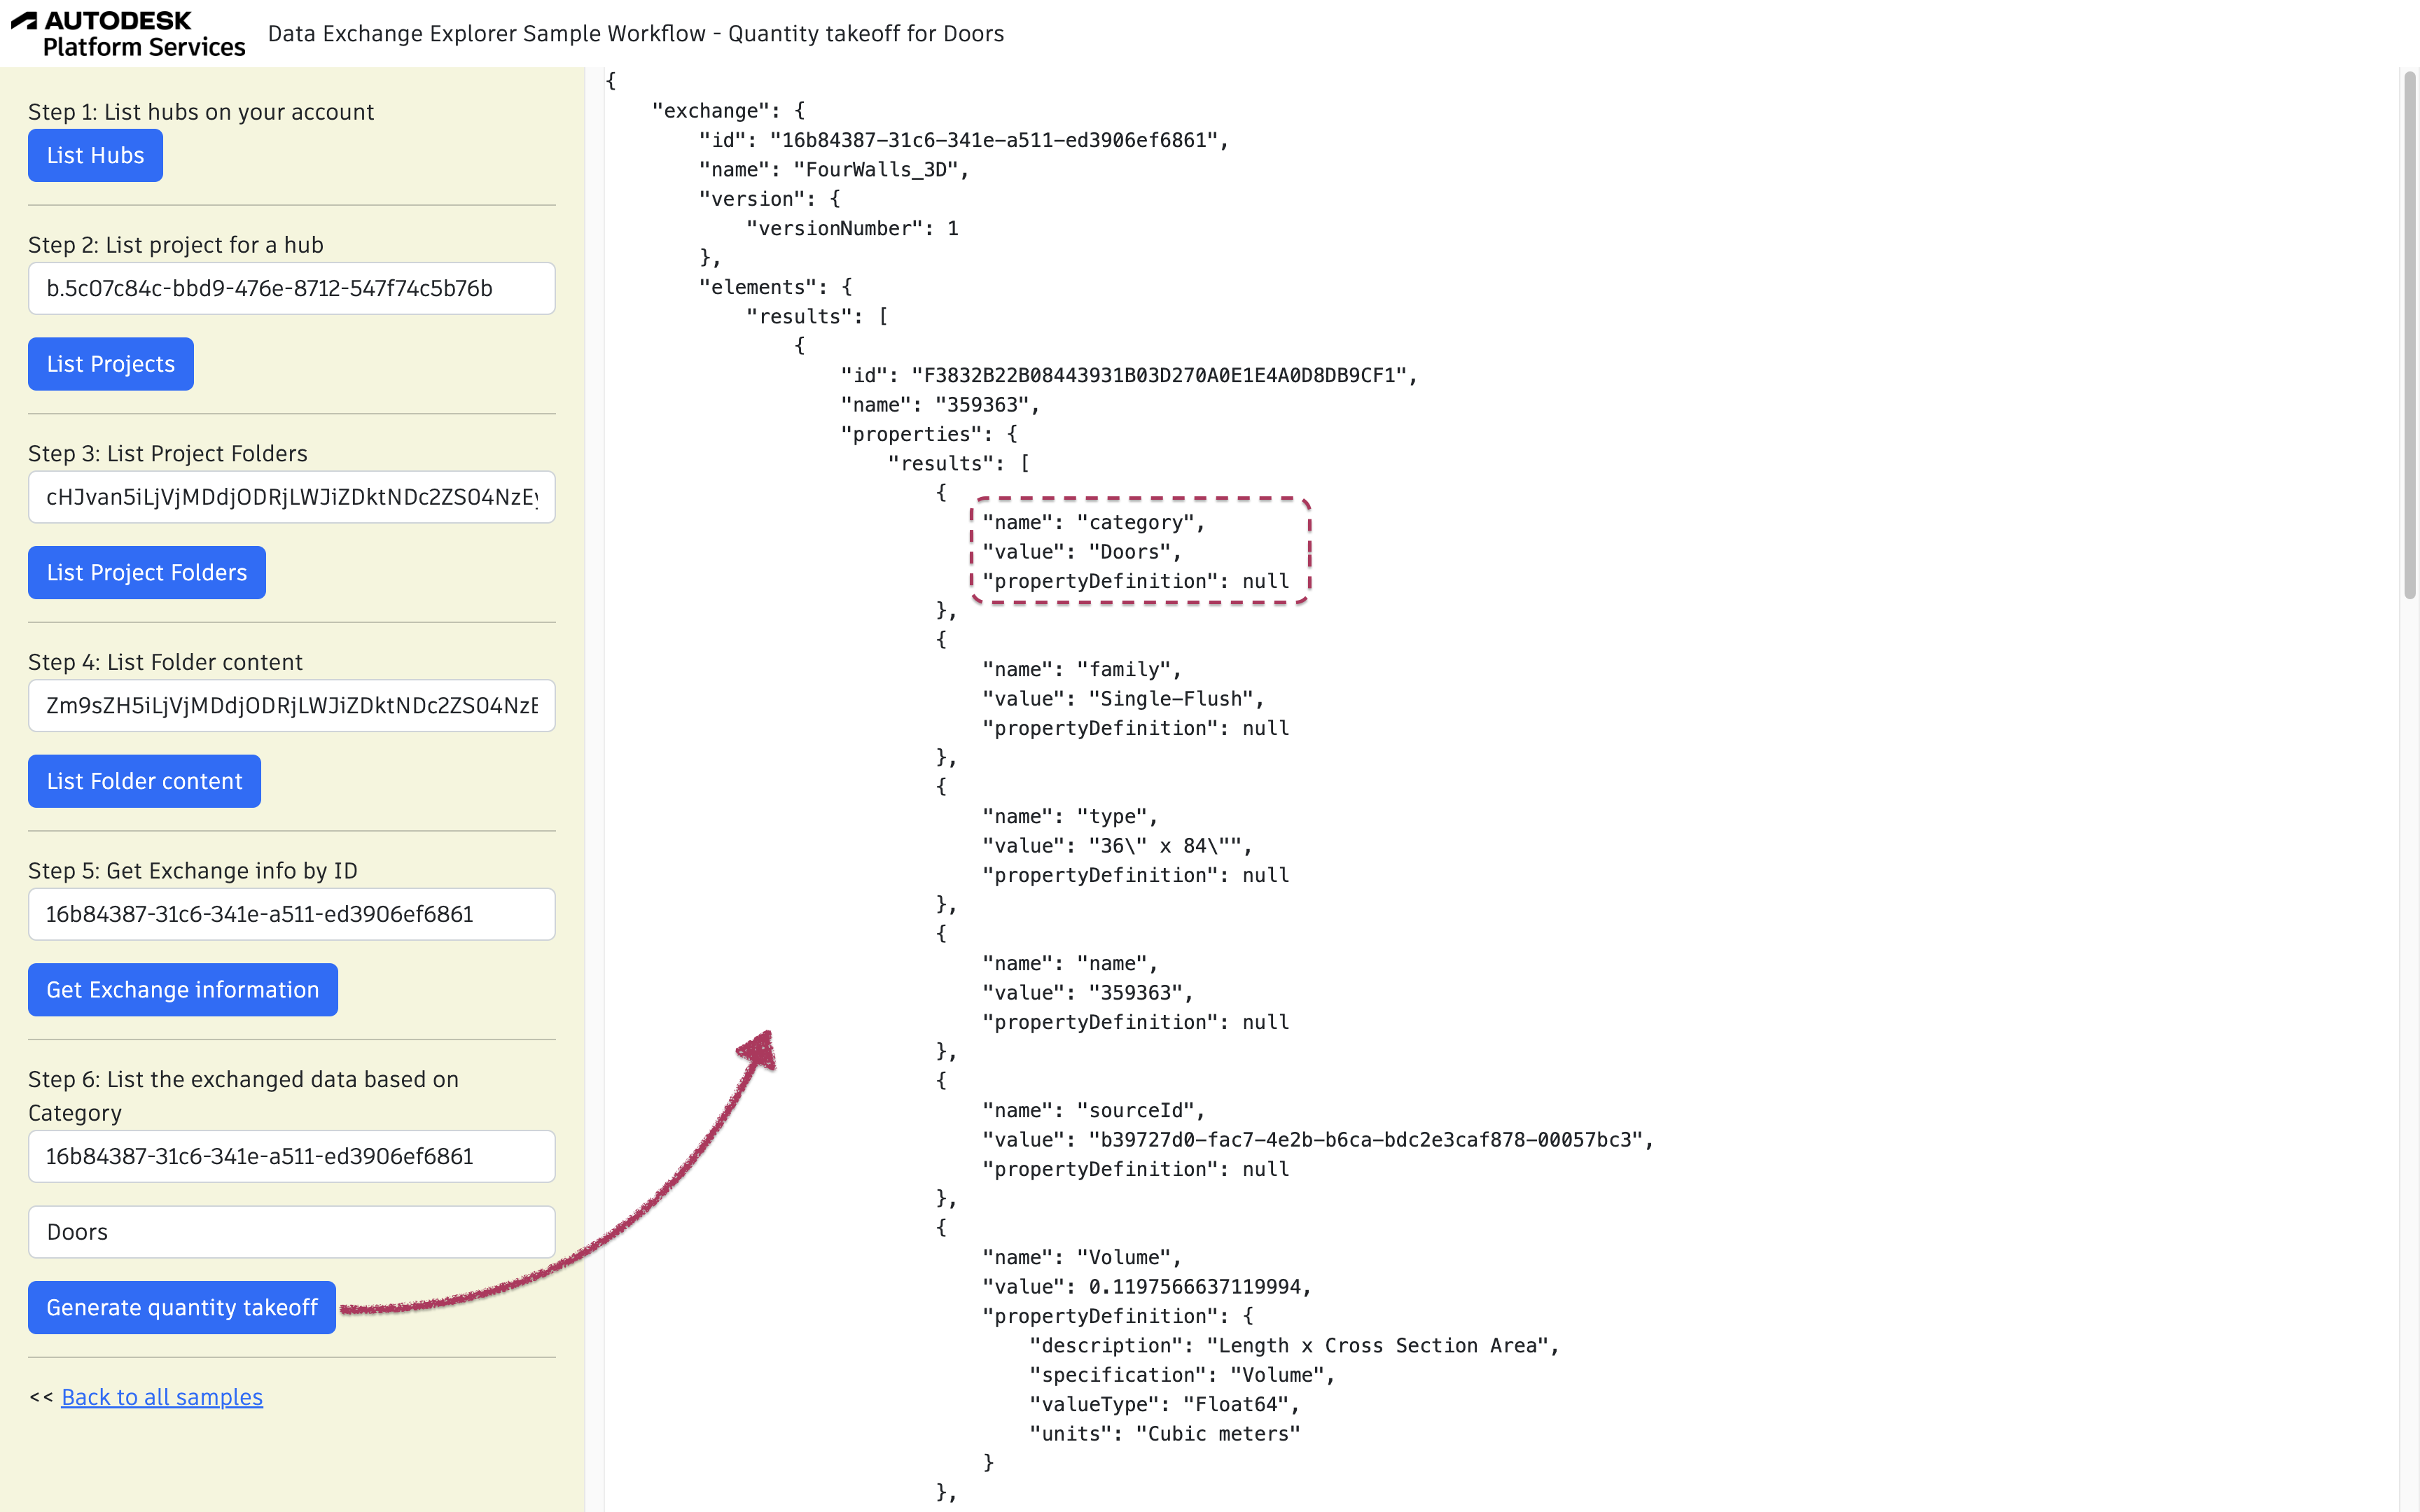 AUTODESK
Platform Services
Data Exchange Explorer Sample Workflow - Quantity takeoff for Doors
Step 1: List hubs on your account
List Hubs
Step 2: List project for a hub
b.5c07c84c-bbd9-476e-8712-547f74c5b76b
List Projects
Step 3: List Project Folders
cHJvan5iLjVjMDdjODRjLWJiZDktNDc2ZS04NzEy
List Project Folders
Step 4: List Folder content
Zm9sZH5iLjVjMDdjODRjLWJiZDktNDc2ZS04NzE
List Folder content
Step 5: Get Exchange info by ID
16b84387-31c6-341e-a511-ed3906ef6861
Get Exchange information
Step 6: List the exchanged data based on
Category
16b84387-31c6-341e-a511-ed3906ef6861
Doors
Generate quantity takeoff
<< Back to all samples
{
"exchange": {
"id": "16b84387-31c6-341e-a511-ed3906ef6861",
"name": "FourWalls_3D",
"version": {
"versionNumber": 1
},
"elements": {
"results": [
{
"id": "F3832B22B08443931B03D270A0E1E4A0D8DB9CF1",
"name": "359363",
"properties": {
"results": [
{
"name": "category",
"value": "Doors",
"propertyDefinition": null
},
{
"name": "family",
"value": "Single-Flush",
"propertyDefinition": null
},
{
"name": "type",
"value": "36\" x 84\"",
"propertyDefinition": null
},
{
"name": "name",
"value": "359363",
"propertyDefinition": null
},
{
"name": "sourceId",
"value": "b39727d0-fac7-4e2b-b6ca-bdc2e3caf878-00057bc3",
"propertyDefinition": null
},
{
"name": "Volume",
"value": 0.1197566637119994,
"propertyDefinition": {
"description": "Length x Cross Section Area",
"specification": "Volume",
"valueType": "Float64",
"units": "Cubic meters"
}
},